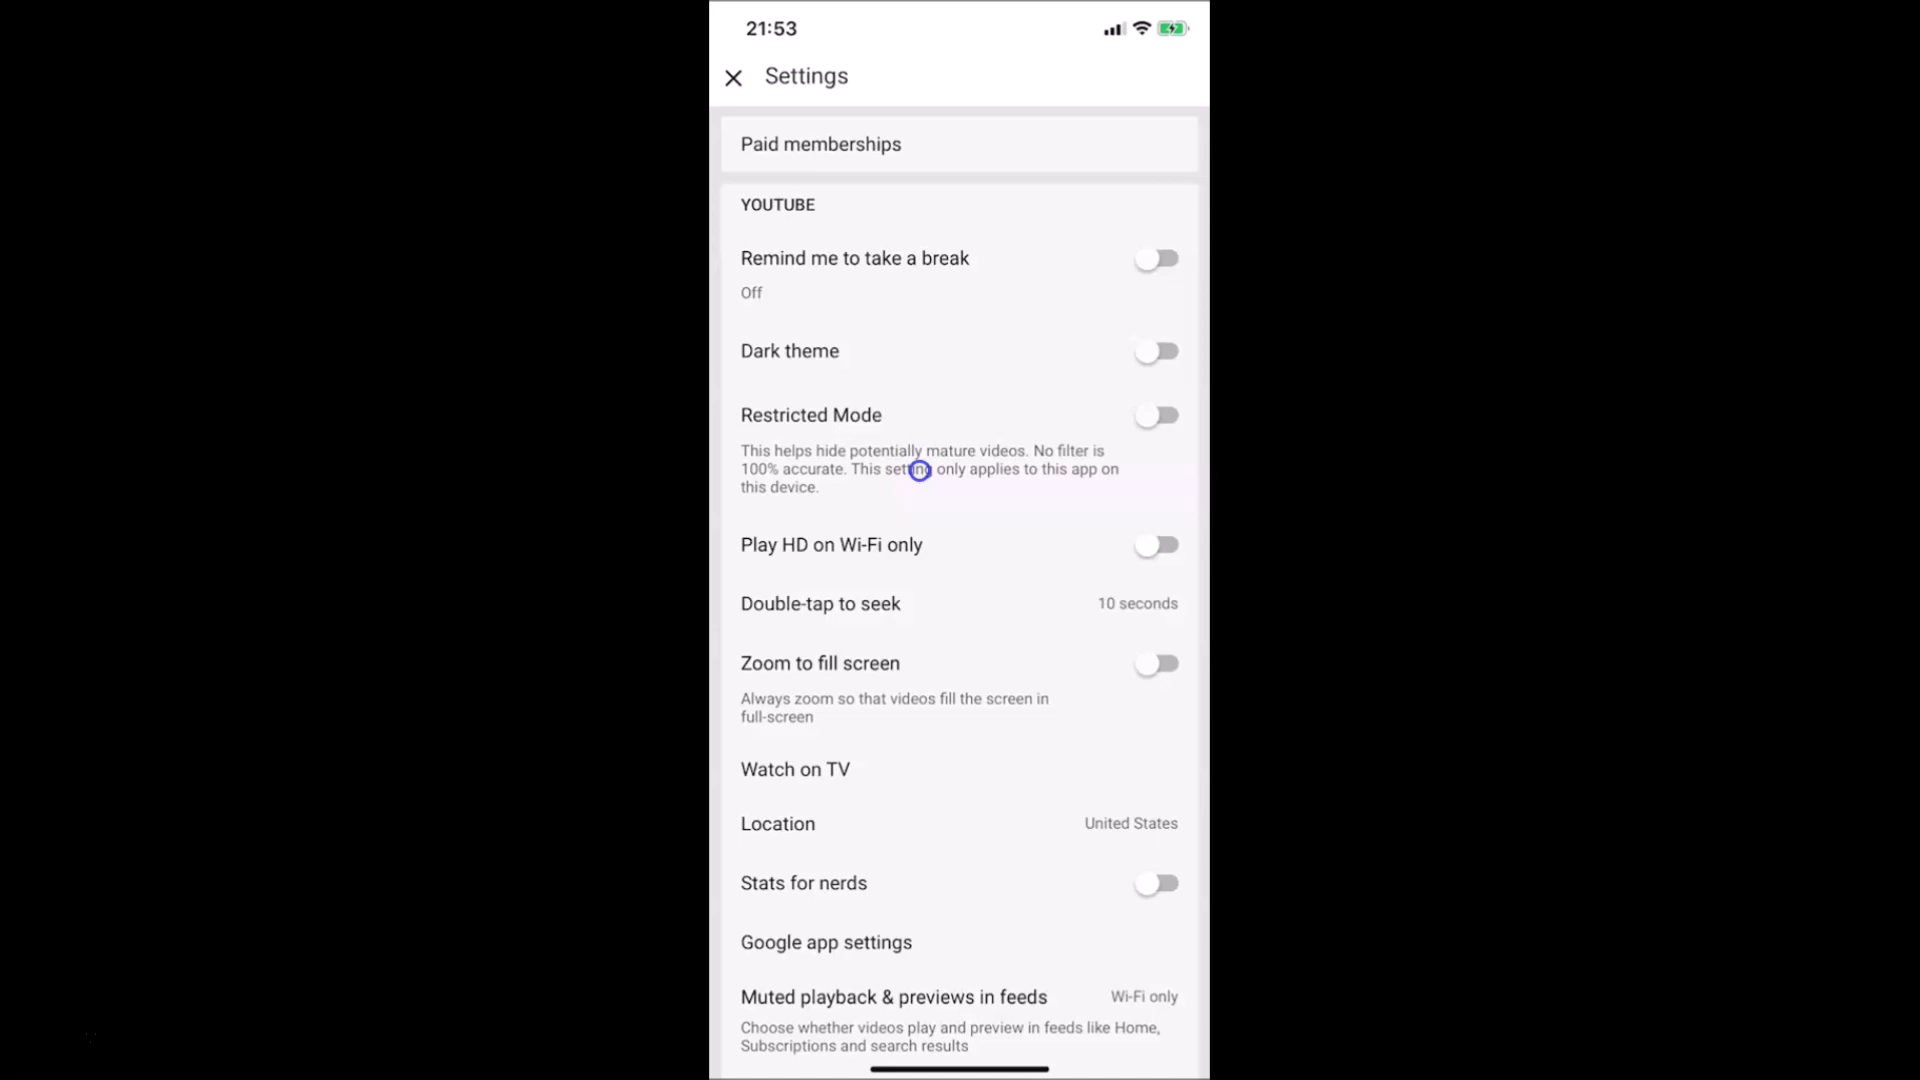 21:53
Settings
Paid memberships
YOUTUBE
Remind me to take a break
Off
Dark theme
Restricted Mode
This helps hide potentially mature videos. No filter is
100% accurate. This setting only applies to this app on
this device.
Play HD on Wi-Fi only
Double-tap to seek 10 seconds
Zoom to fill screen
Always zoom so that videos fill the screen in
full-screen
Watch on TV
Location United States
Stats for nerds
Google app settings
Muted playback & previews in feeds Wi-Fi only
Choose whether videos play and preview in feeds like Home,
Subscriptions and search results